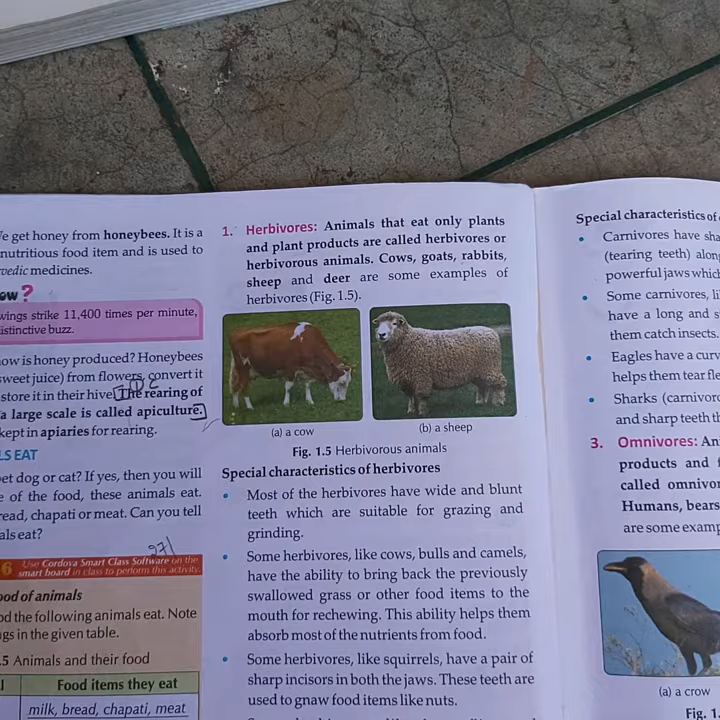 We get honey from honeybees. It is a
nutritious food item and is used to
vedic medicines.
ow?
wings strike 11,400 times per minute,
istinctive buzz.
ow is honey produced? Honeybees
sweet juice) from flowers, convert it
store it in their hive. The rearing of
a large scale is called apiculture.
kept in apiaries for rearing.
LS EAT
pet dog or cat? If yes, then you will
e of the food, these animals eat.
read, chapati or meat. Can you tell
als eat?
6 Use Cordova Smart Class Software on the
smart board in class to perform this activity.
ood of animals
od the following animals eat. Note
gs in the given table.
.5 Animals and their food
Food items they eat
milk, bread, chapati, meat
1. Herbivores: Animals that eat only plants
and plant products are called herbivores or
herbivorous animals. Cows, goats, rabbits,
sheep and deer are some examples of
herbivores (Fig. 1.5).
(a) a cow
(b) a sheep
Fig. 1.5 Herbivorous animals
Special characteristics of herbivores
• Most of the herbivores have wide and blunt
teeth which are suitable for grazing and
grinding.
• Some herbivores, like cows, bulls and camels,
have the ability to bring back the previously
swallowed grass or other food items to the
mouth for rechewing. This ability helps them
absorb most of the nutrients from food.
• Some herbivores, like squirrels, have a pair of
sharp incisors in both the jaws. These teeth are
used to gnaw food items like nuts.
Special characteristics of
• Carnivores have sha
(tearing teeth) along
powerful jaws which
• Some carnivores, li
have a long and s
them catch insects.
• Eagles have a curv
helps them tear fle
• Sharks (carnivoro
and sharp teeth th
3. Omnivores: An
products and f
called omnivor
Humans, bears
are some examp
(a) a crow
Fig. 1.